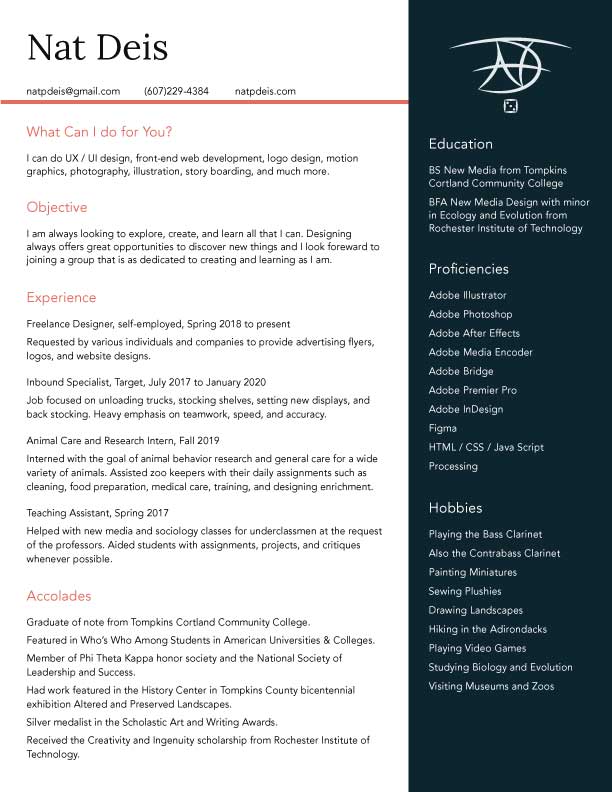 Nat Deis
natpdeis@gmail.com (607)229-4384 natpdeis.com
What Can I do for You?
I can do UX / UI design, front-end web development, logo design, motion
graphics, photography, illustration, story boarding, and much more.
Objective
I am always looking to explore, create, and learn all that I can. Designing
always offers great opportunities to discover new things and I look foreward to
joining a group that is as dedicated to creating and learning as I am.
Experience
Freelance Designer, self-employed, Spring 2018 to present
Requested by various individuals and companies to provide advertising flyers,
logos, and website designs.
Inbound Specialist, Target, July 2017 to January 2020
Job focused on unloading trucks, stocking shelves, setting new displays, and
back stocking. Heavy emphasis on teamwork, speed, and accuracy.
Animal Care and Research Intern, Fall 2019
Interned with the goal of animal behavior research and general care for a wide
variety of animals. Assisted zoo keepers with their daily assignments such as
cleaning, food preparation, medical care, training, and designing enrichment.
Teaching Assistant, Spring 2017
Helped with new media and sociology classes for underclassmen at the request
of the professors. Aided students with assignments, projects, and critiques
whenever possible.
Accolades
Graduate of note from Tompkins Cortland Community College.
Featured in Who's Who Among Students in American Universities & Colleges.
Member of Phi Theta Kappa honor society and the National Society of
Leadership and Success.
Had work featured in the History Center in Tompkins County bicentennial
exhibition Altered and Preserved Landscapes.
Silver medalist in the Scholastic Art and Writing Awards.
Received the Creativity and Ingenuity scholarship from Rochester Institute of
Technology.
Education
BS New Media from Tompkins
Cortland Community College
BFA New Media Design with minor
in Ecology and Evolution from
Rochester Institute of Technology
Proficiencies
Adobe Illustrator
Adobe Photoshop
Adobe After Effects
Adobe Media Encoder
Adobe Bridge
Adobe Premier Pro
Adobe InDesign
Figma
HTML / CSS / Java Script
Processing
Hobbies
Playing the Bass Clarinet
Also the Contrabass Clarinet
Painting Miniatures
Sewing Plushies
Drawing Landscapes
Hiking in the Adirondacks
Playing Video Games
Studying Biology and Evolution
Visiting Museums and Zoos